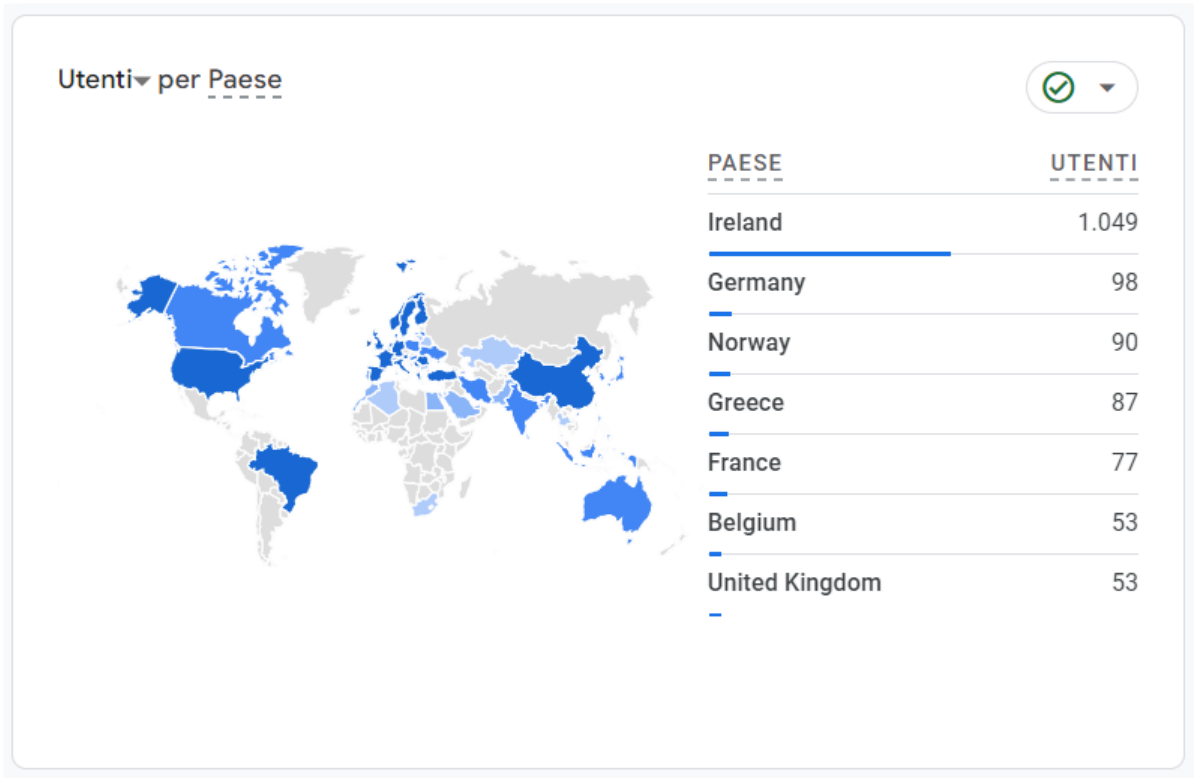 Utenti per Paese
PAESE UTENTI
Ireland 1.049
Germany 98
Norway 90
Greece 87
France 77
Belgium 53
United Kingdom 53